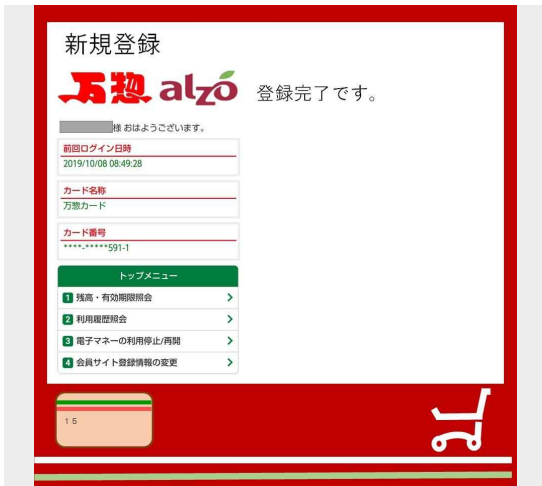 新規登録
万惣 alzo 登録完了です。
様 おはようございます。
前回ログイン日時
2019/10/08 08:49:28
カード名称
万惣カード
カード番号
****-*****591-1
トップメニュー
1 残高・有効期限照会
2 利用履歴照会
3 電子マネーの利用停止/再開
4 会員サイト登録情報の変更
15